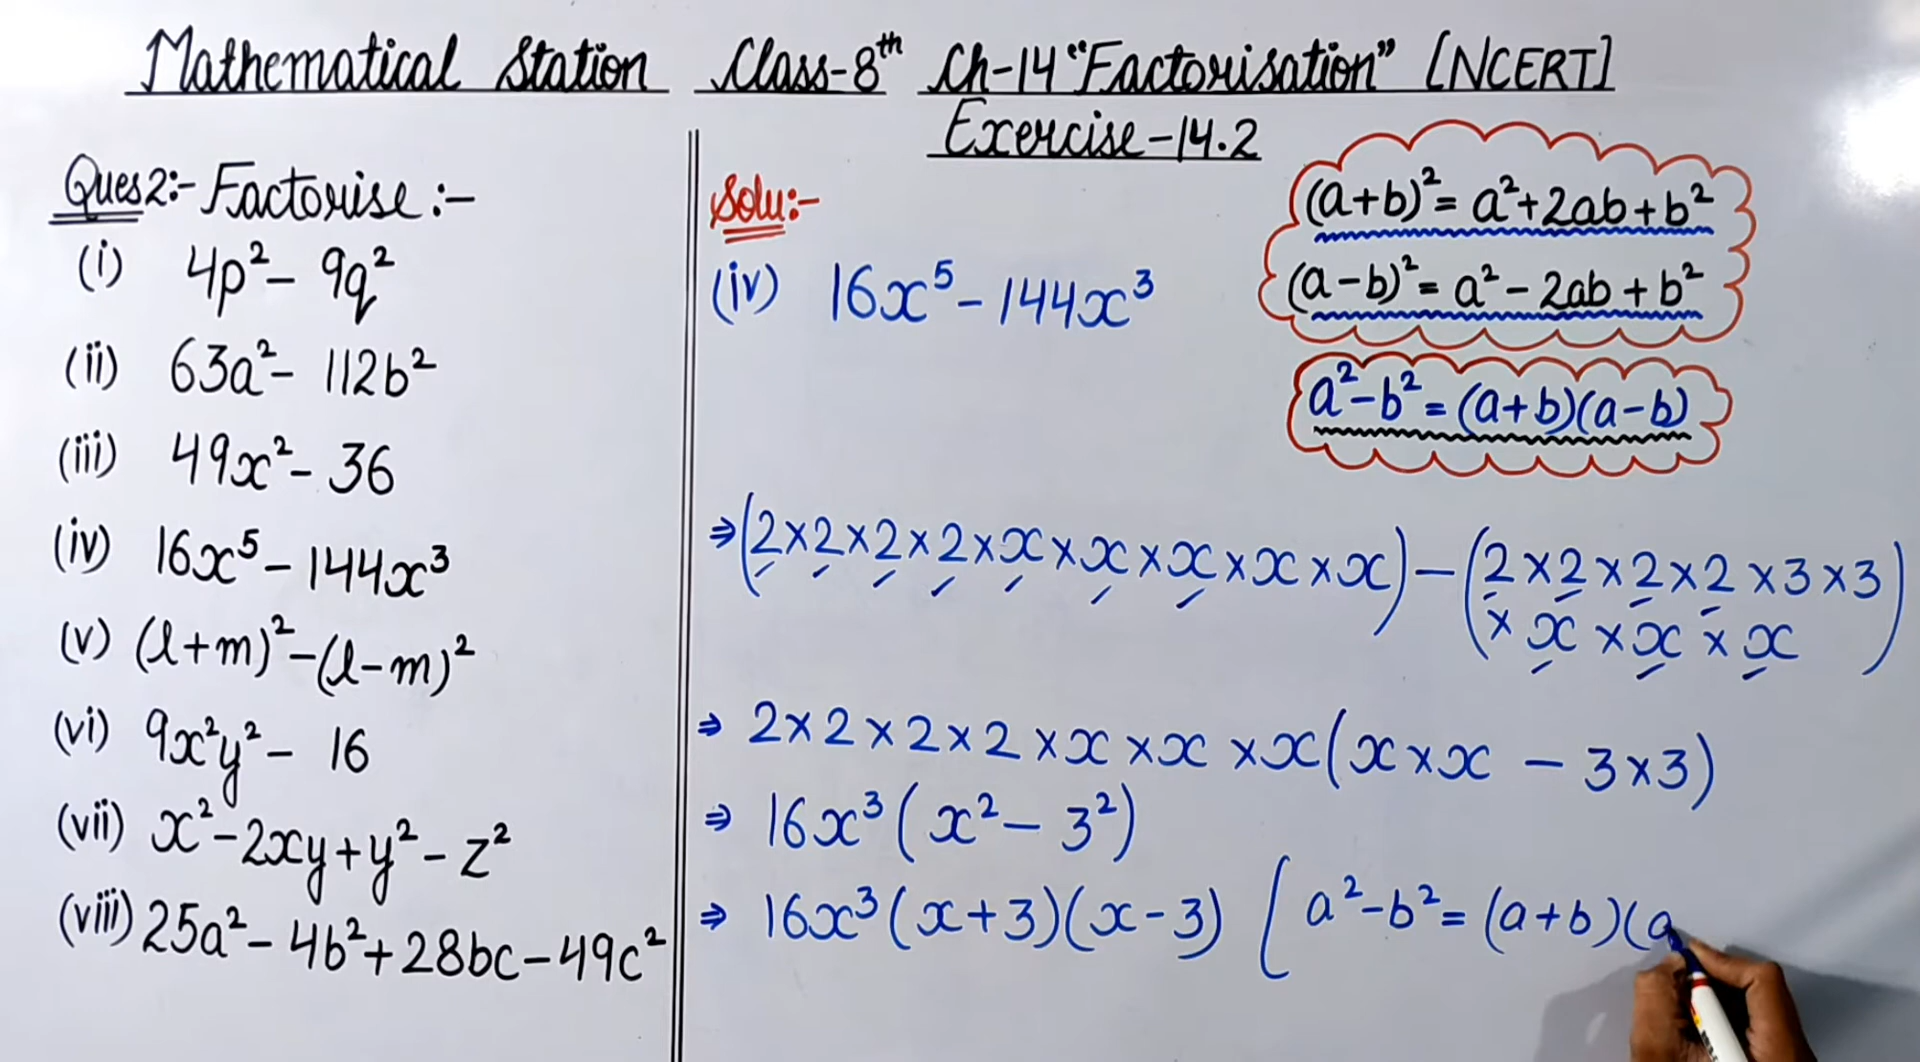 Mathematical Station Class-8th Ch-14 "Factorisation" [NCERT]
Exercise-14.2
Ques2:- Factorise :-
(i) 4p² - 9q²
(ii) 63a² - 112b²
(iii) 49x² - 36
(iv) 16x⁵ - 144x³
(v) (l+m)² - (l-m)²
(vi) 9x²y² - 16
(vii) x² - 2xy + y² - z²
(viii) 25a² - 4b² + 28bc - 49c²
Solu:-
(iv) 16x⁵ - 144x³
(a+b)² = a² + 2ab + b²
(a-b)² = a² - 2ab + b²
a² - b² = (a+b)(a-b)
⇒ (2×2×2×2×x×x×x×x×x) - (2×2×2×2×3×3
×x×x×x)
⇒ 2×2×2×2×x×x×x(x×x - 3×3)
⇒ 16x³(x² - 3²)
⇒ 16x³(x+3)(x-3) [a² - b² = (a+b)(a